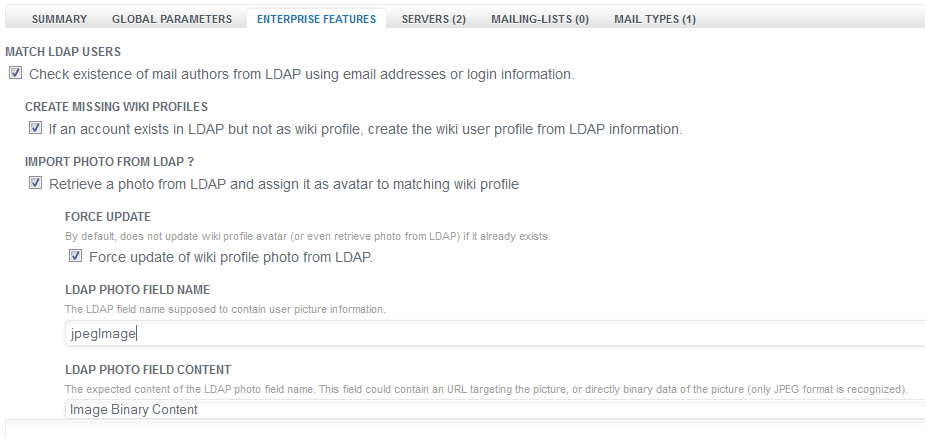 SUMMARY GLOBAL PARAMETERS ENTERPRISE FEATURES SERVERS (2) MAILING-LISTS (0) MAIL TYPES (1)
MATCH LDAP USERS
Check existence of mail authors from LDAP using email addresses or login information.
CREATE MISSING WIKI PROFILES
If an account exists in LDAP but not as wiki profile, create the wiki user profile from LDAP information.
IMPORT PHOTO FROM LDAP ?
Retrieve a photo from LDAP and assign it as avatar to matching wiki profile
FORCE UPDATE
By default, does not update wiki profile avatar (or even retrieve photo from LDAP) if it already exists.
Force update of wiki profile photo from LDAP.
LDAP PHOTO FIELD NAME
The LDAP field name supposed to contain user picture information.
jpegImage
LDAP PHOTO FIELD CONTENT
The expected content of the LDAP photo field name. This field could contain an URL targeting the picture, or directly binary data of the picture (only JPEG format is recognized).
Image Binary Content